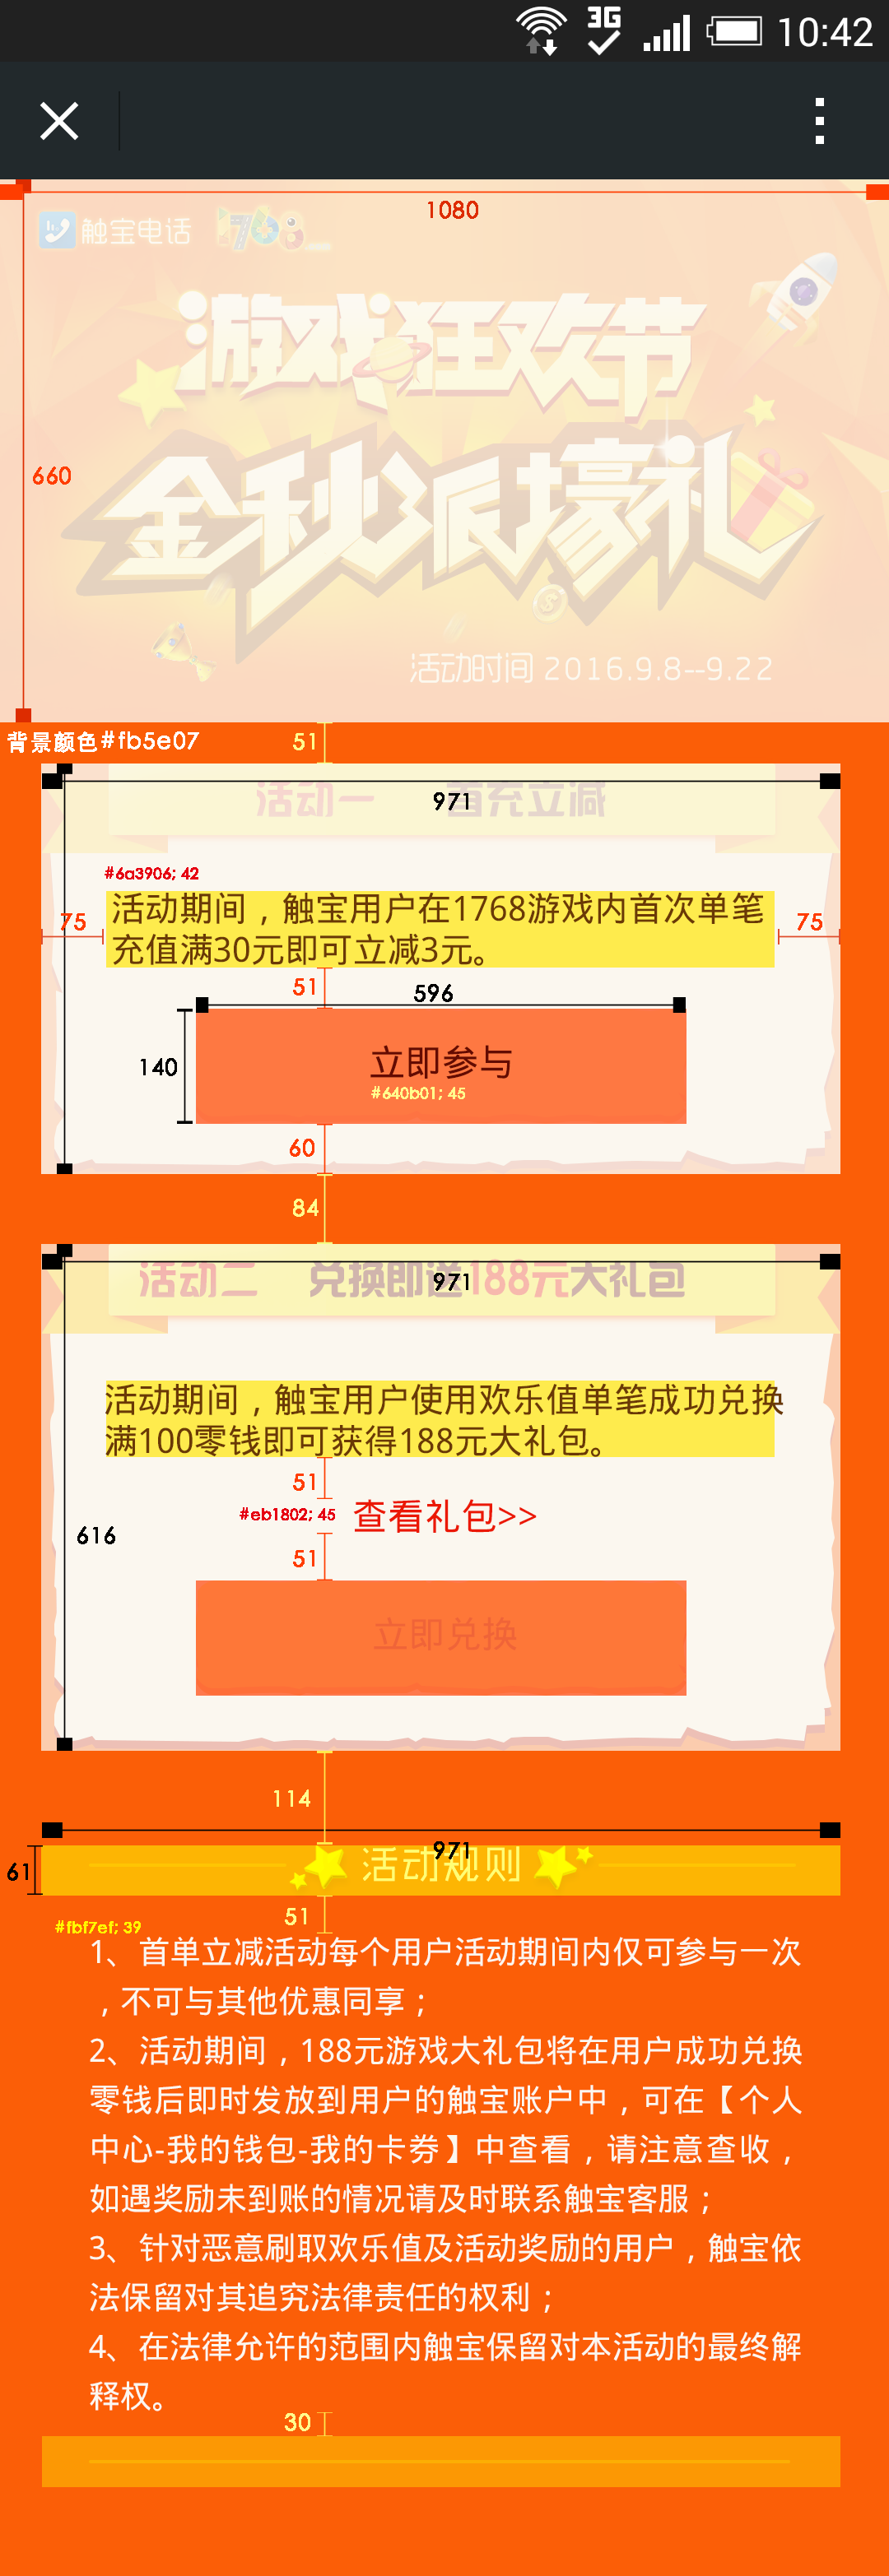 3G 10:42
1080
触宝电话 1768
游戏狂欢节
660
金秋派壕礼
活动时间 2016.9.8--9.22
背景颜色#fb5e07 51
活动一 首充立减
971
#6a3906; 42
75 75
活动期间，触宝用户在1768游戏内首次单笔
充值满30元即可立减3元。
51 596
140 立即参与
#640b01; 45
60
84
活动二 兑换即送188元大礼包
971
活动期间，触宝用户使用欢乐值单笔成功兑换
满100零钱即可获得188元大礼包。
51
#eb1802; 45 查看礼包>>
616
51
立即兑换
114
971
61 活动规则
51
#fbf7ef; 39
1、首单立减活动每个用户活动期间内仅可参与一次
，不可与其他优惠同享；
2、活动期间，188元游戏大礼包将在用户成功兑换
零钱后即时发放到用户的触宝账户中，可在【个人
中心-我的钱包-我的卡券】中查看，请注意查收，
如遇奖励未到账的情况请及时联系触宝客服；
3、针对恶意刷取欢乐值及活动奖励的用户，触宝依
法保留对其追究法律责任的权利；
4、在法律允许的范围内触宝保留对本活动的最终解
释权。
30